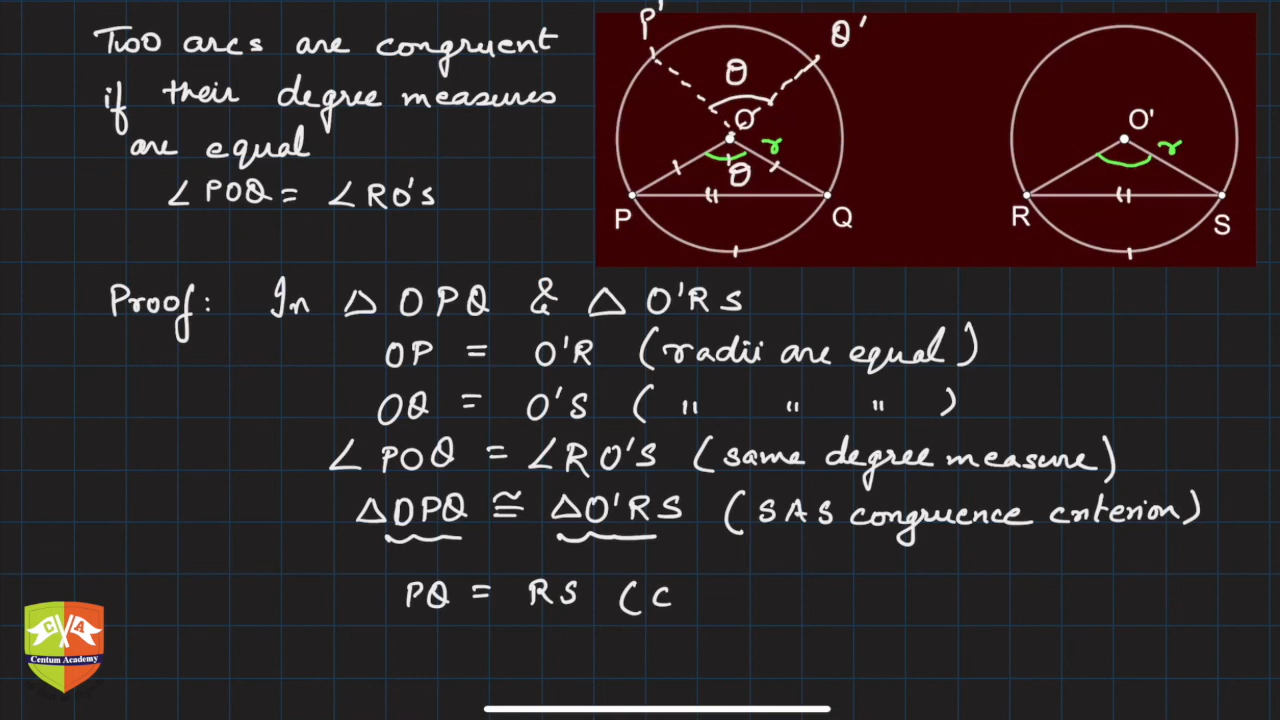 Two arcs are congruent
if their degree measures
are equal
∠ POQ = ∠ RO's
P'
Q'
θ
O
r
θ
P
Q
O'
r
R
S
Proof: In △ OPQ & △ O'RS
OP = O'R (radii are equal)
OQ = O'S ( " " " )
∠ POQ = ∠ RO'S (same degree measure)
△OPQ ≅ △O'RS (SAS congruence criterion)
PQ = RS (C
C A
Centum Academy